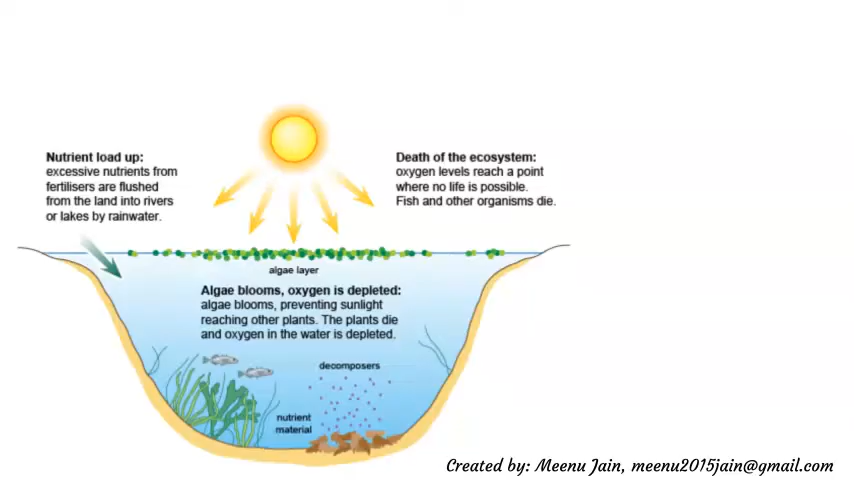 Nutrient load up:
excessive nutrients from
fertilisers are flushed
from the land into rivers
or lakes by rainwater.
Death of the ecosystem:
oxygen levels reach a point
where no life is possible.
Fish and other organisms die.
algae layer
Algae blooms, oxygen is depleted:
algae blooms, preventing sunlight
reaching other plants. The plants die
and oxygen in the water is depleted.
decomposers
nutrient
material
Created by: Meenu Jain, meenu2015jain@gmail.com